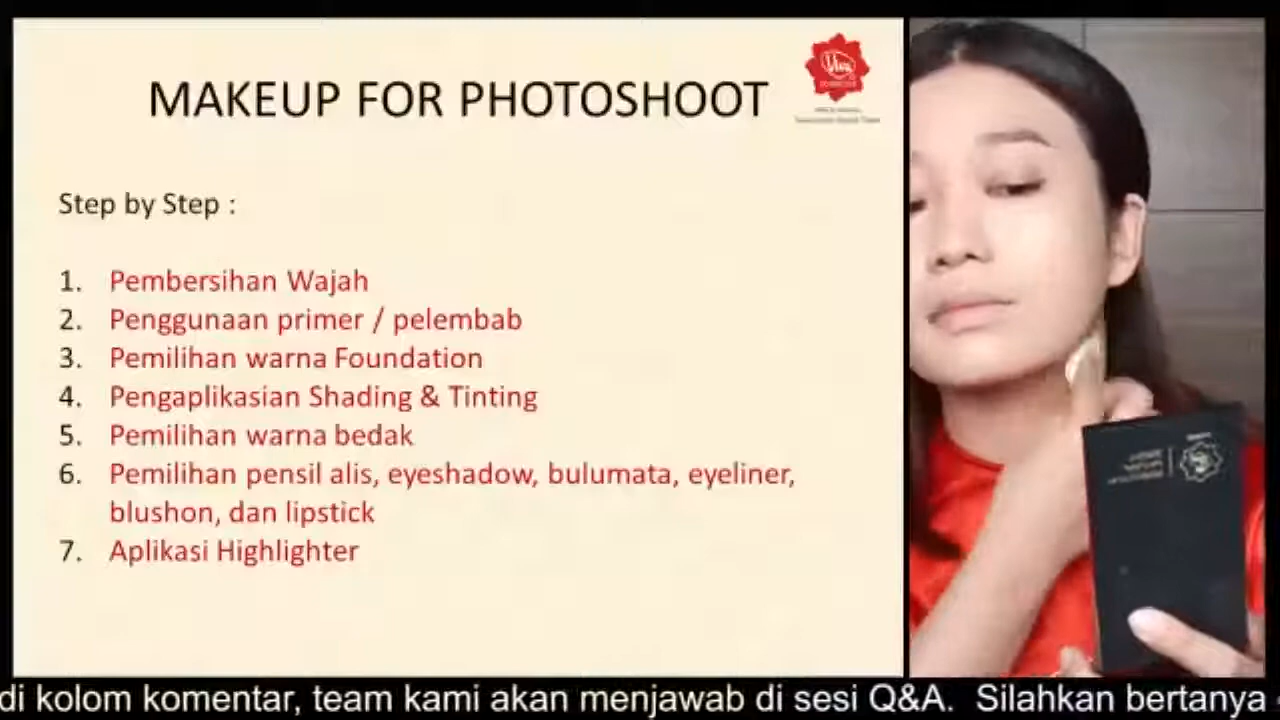 MAKEUP FOR PHOTOSHOOT
Viva
Step by Step :
1. Pembersihan Wajah
2. Penggunaan primer / pelembab
3. Pemilihan warna Foundation
4. Pengaplikasian Shading & Tinting
5. Pemilihan warna bedak
6. Pemilihan pensil alis, eyeshadow, bulumata, eyeliner,
blushon, dan lipstick
7. Aplikasi Highlighter
di kolom komentar, team kami akan menjawab di sesi Q&A. Silahkan bertanya